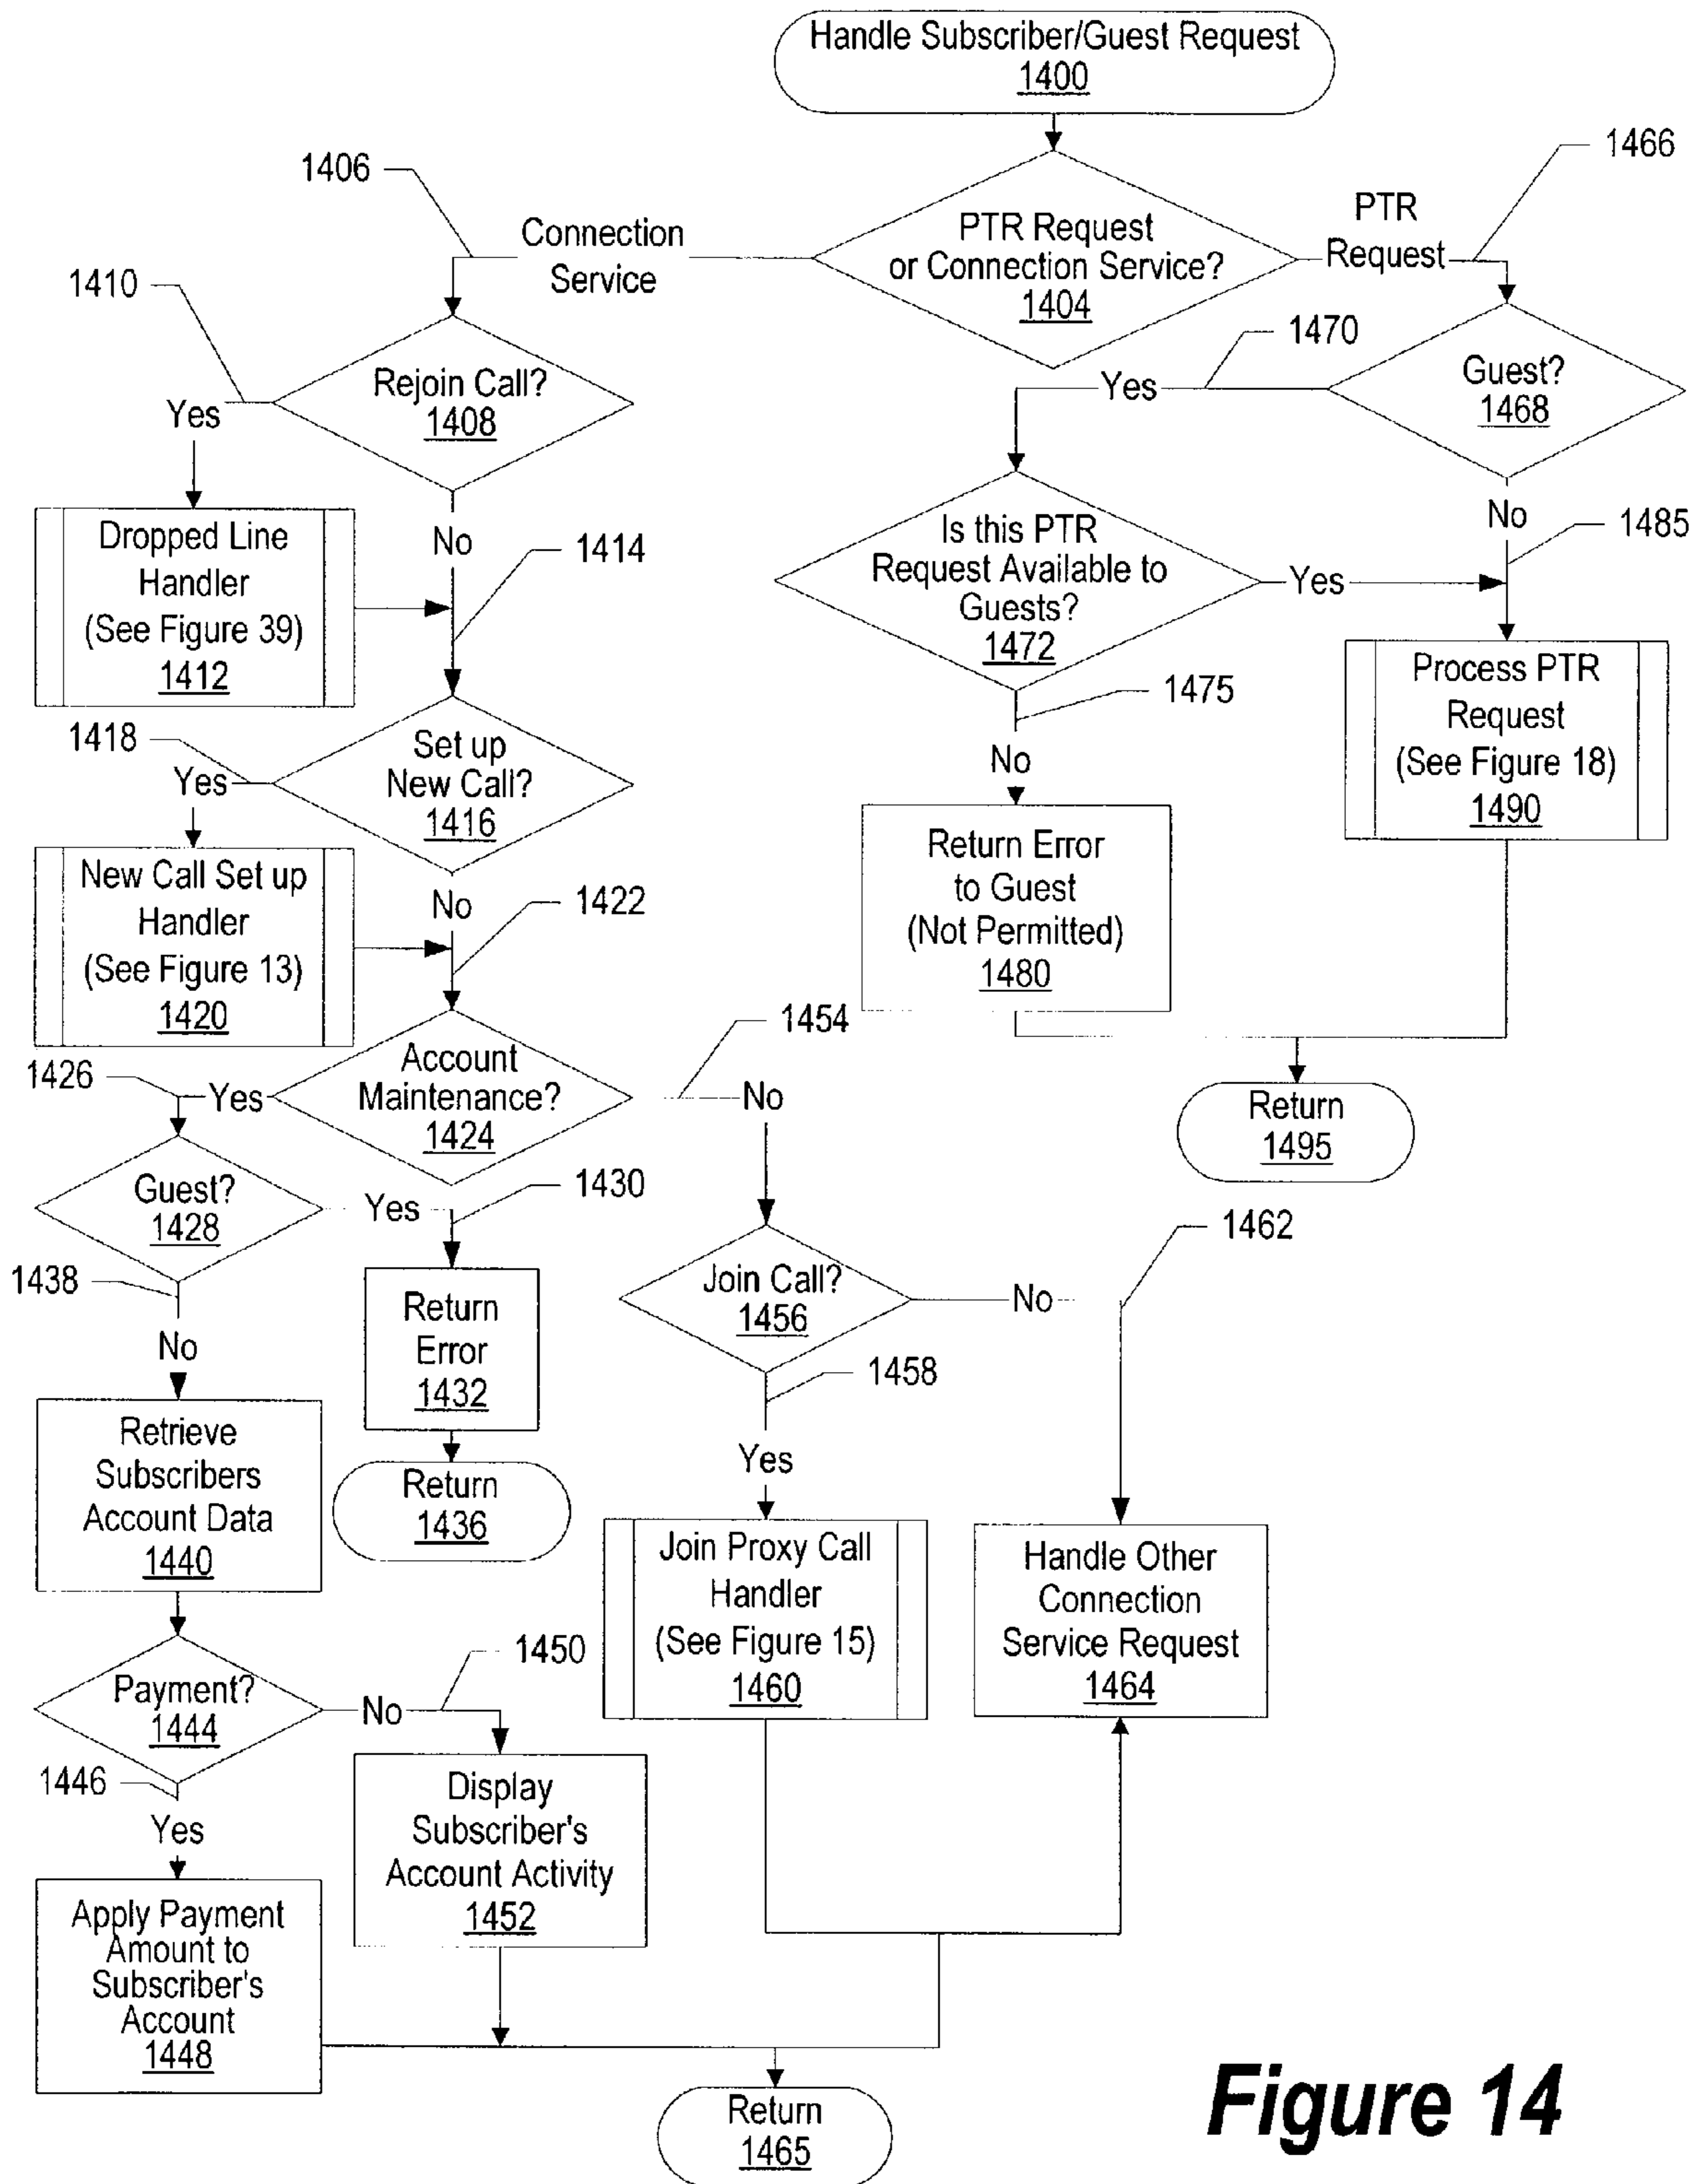 Handle Subscriber/Guest Request
1400
1466
1406
PTR
Request
Connection
Service
PTR Request
or Connection Service?
1404
1410
1470
Rejoin Call?
1408
Yes
Guest?
1468
Yes
No
1485
Dropped Line
Handler
(See Figure 39)
1412
No
1414
Is this PTR
Request Available to
Guests?
1472
Yes
1475
Process PTR
Request
(See Figure 18)
1490
1418
Yes
Set up
New Call?
1416
No
Return Error
to Guest
(Not Permitted)
1480
New Call Set up
Handler
(See Figure 13)
1420
No
1422
1454
1426
Yes
Account
Maintenance?
1424
No
Return
1495
Guest?
1428
Yes
1430
1462
1438
No
Return
Error
1432
Join Call?
1456
No
1458
Yes
Retrieve
Subscribers
Account Data
1440
Return
1436
Join Proxy Call
Handler
(See Figure 15)
1460
Handle Other
Connection
Service Request
1464
Payment?
1444
No
1450
1446
Yes
Display
Subscriber's
Account Activity
1452
Apply Payment
Amount to
Subscriber's
Account
1448
Return
1465
Figure 14